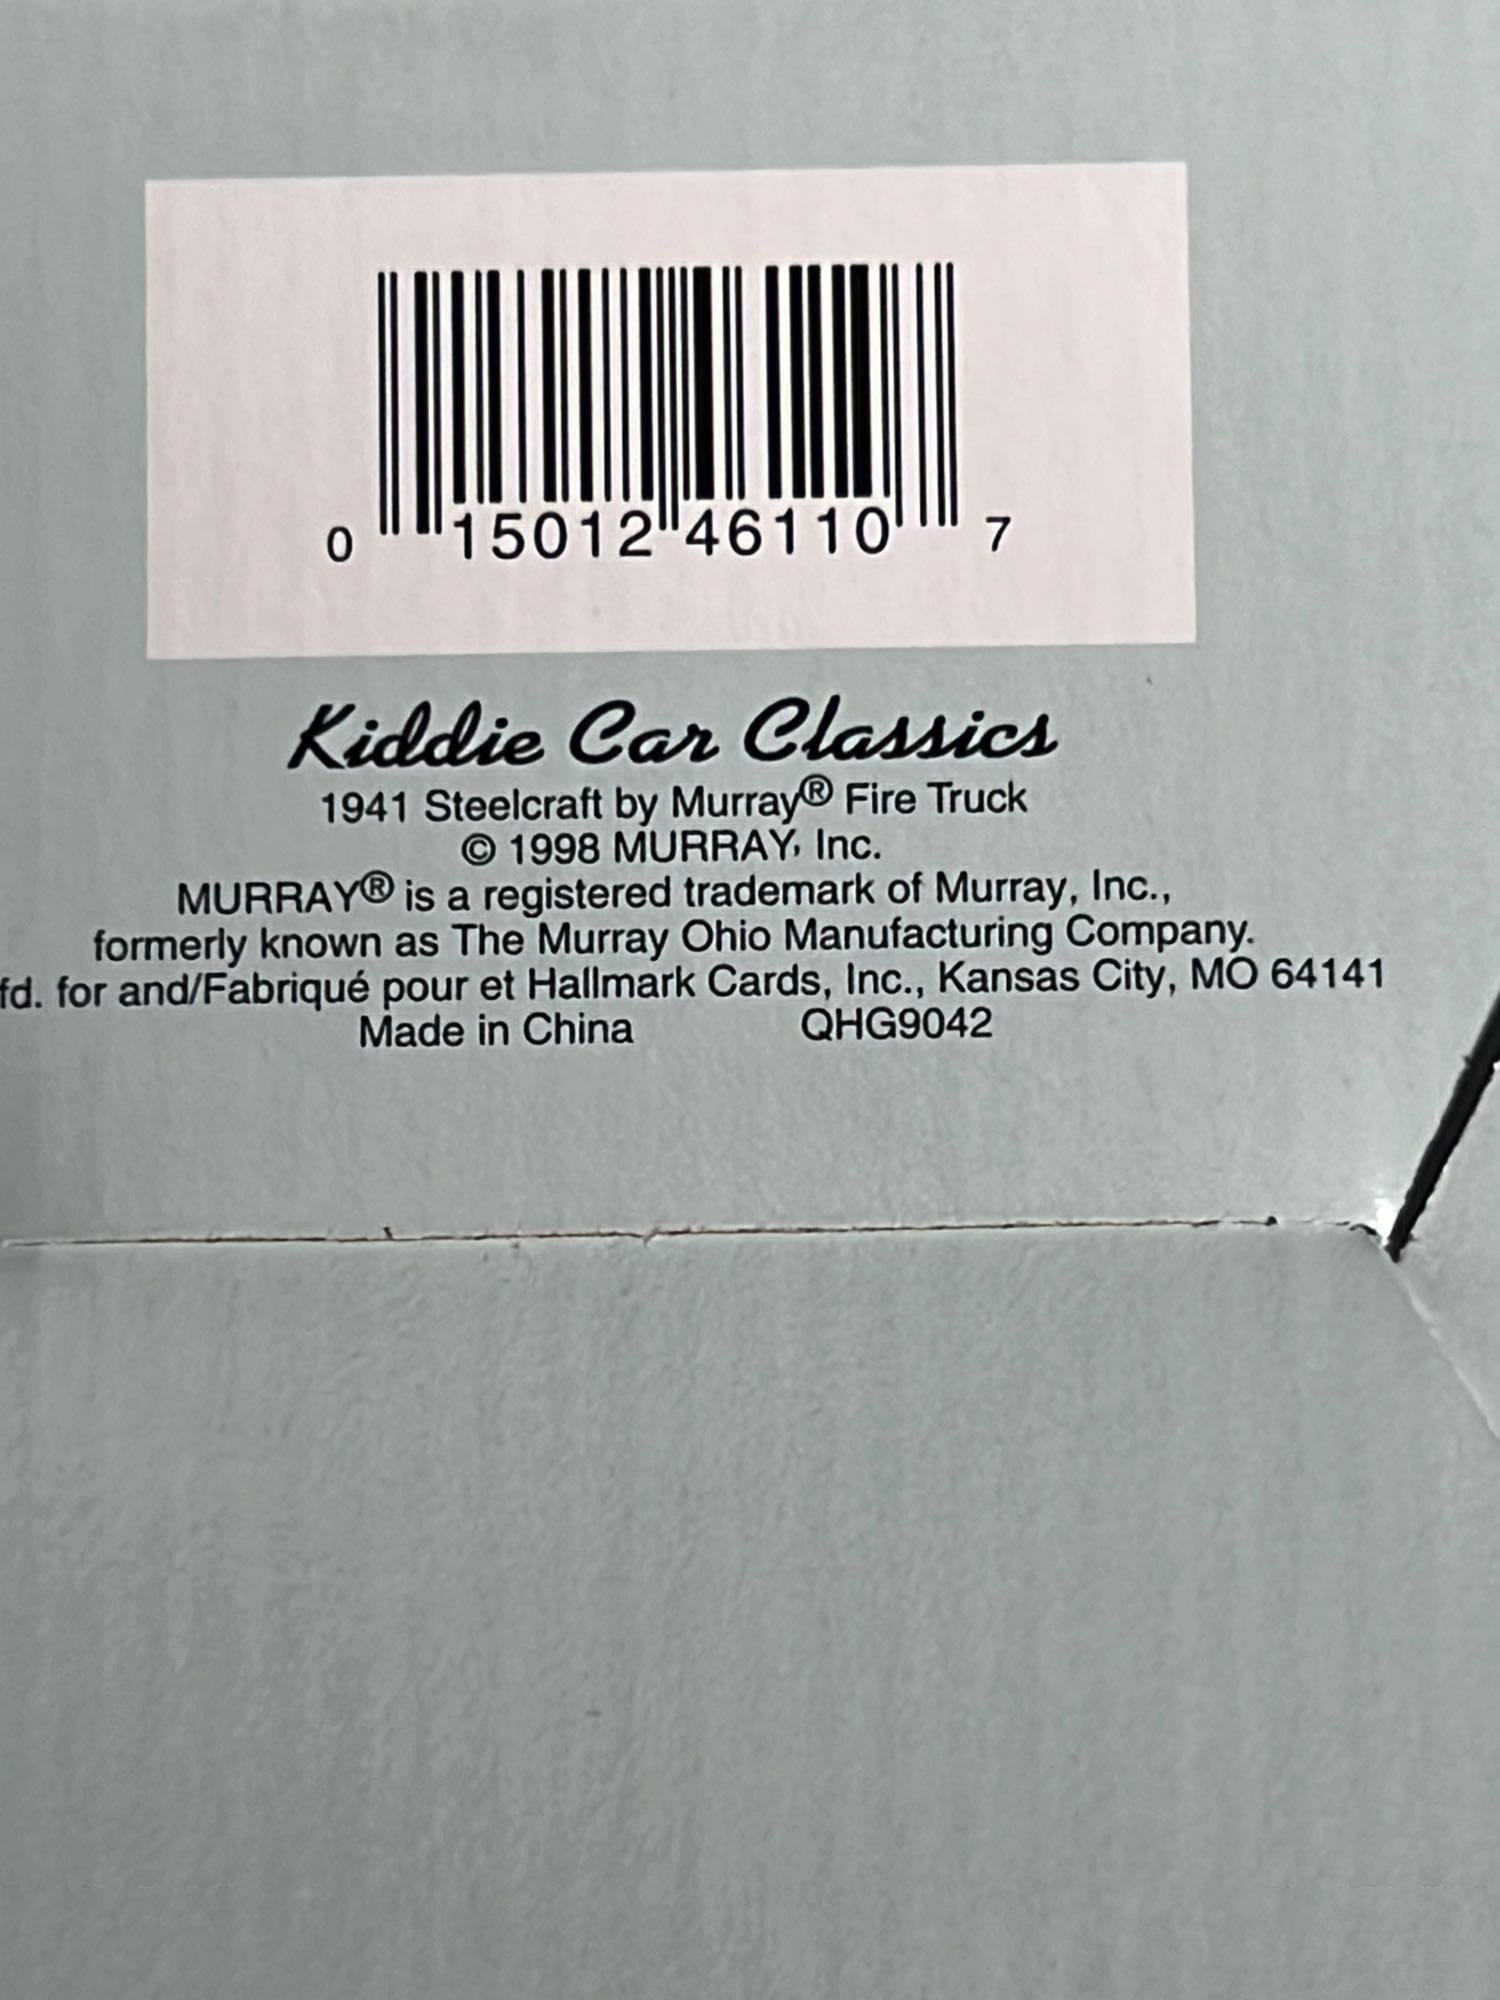 0 15012 46110 7
Kiddie Car Classics
1941 Steelcraft by Murray® Fire Truck
© 1998 MURRAY, Inc.
MURRAY® is a registered trademark of Murray, Inc.,
formerly known as The Murray Ohio Manufacturing Company.
fd. for and/Fabriqué pour et Hallmark Cards, Inc., Kansas City, MO 64141
Made in China QHG9042